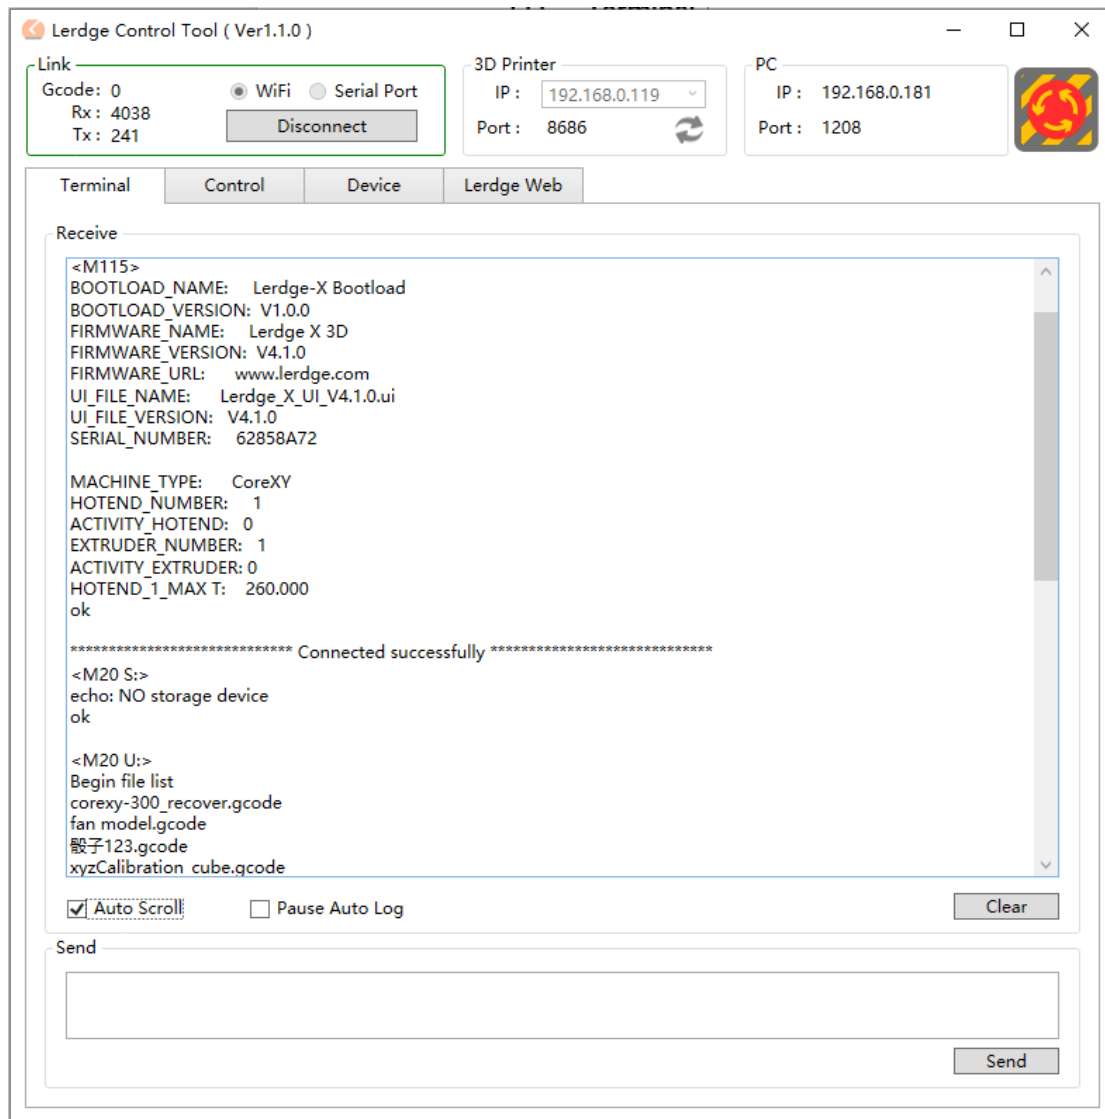 Lerdge Control Tool ( Ver1.1.0 )
Link
Gcode: 0
Rx : 4038
Tx : 241
WiFi
Serial Port
Disconnect
3D Printer
IP : 192.168.0.119
Port : 8686
PC
IP : 192.168.0.181
Port : 1208
Terminal Control Device Lerdge Web
Receive
<M115>
BOOTLOAD_NAME: Lerdge-X Bootload
BOOTLOAD_VERSION: V1.0.0
FIRMWARE_NAME: Lerdge X 3D
FIRMWARE_VERSION: V4.1.0
FIRMWARE_URL: www.lerdge.com
UI_FILE_NAME: Lerdge_X_UI_V4.1.0.ui
UI_FILE_VERSION: V4.1.0
SERIAL_NUMBER: 62858A72
MACHINE_TYPE: CoreXY
HOTEND_NUMBER: 1
ACTIVITY_HOTEND: 0
EXTRUDER_NUMBER: 1
ACTIVITY_EXTRUDER: 0
HOTEND_1_MAX T: 260.000
ok
***************************** Connected successfully *****************************
<M20 S:>
echo: NO storage device
ok
<M20 U:>
Begin file list
corexy-300_recover.gcode
fan model.gcode
骰子123.gcode
xyzCalibration_cube.gcode
Auto Scroll
Pause Auto Log
Clear
Send
Send